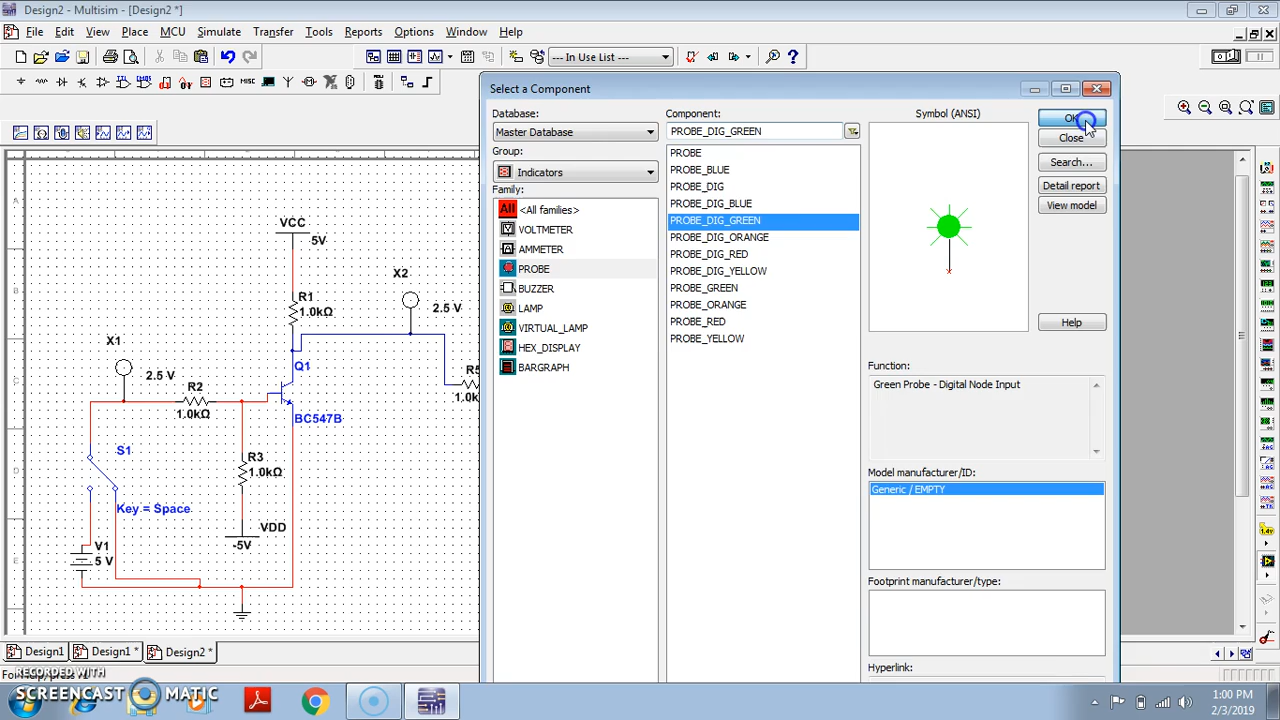 Design2 - Multisim - [Design2 *]
File Edit View Place MCU Simulate Transfer Tools Reports Options Window Help
--- In Use List ---
MISC
Select a Component
Database:
Master Database
Group:
Indicators
Family:
All <All families>
VOLTMETER
AMMETER
PROBE
BUZZER
LAMP
VIRTUAL_LAMP
HEX_DISPLAY
BARGRAPH
Component:
PROBE_DIG_GREEN
PROBE
PROBE_BLUE
PROBE_DIG
PROBE_DIG_BLUE
PROBE_DIG_GREEN
PROBE_DIG_ORANGE
PROBE_DIG_RED
PROBE_DIG_YELLOW
PROBE_GREEN
PROBE_ORANGE
PROBE_RED
PROBE_YELLOW
Symbol (ANSI)
OK
Close
Search...
Detail report
View model
Help
Function:
Green Probe - Digital Node Input
Model manufacturer/ID:
Generic / EMPTY
Footprint manufacturer/type:
Hyperlink:
A
B
C
D
E
VCC
5V
R1
1.0kΩ
X2
2.5 V
X1
2.5 V
R2
1.0kΩ
Q1
BC547B
S1
Key = Space
R3
1.0kΩ
VDD
-5V
V1
5 V
Design1
Design1 *
Design2 *
RECORDED WITH
SCREENCAST MATIC
1:00 PM
2/3/2019